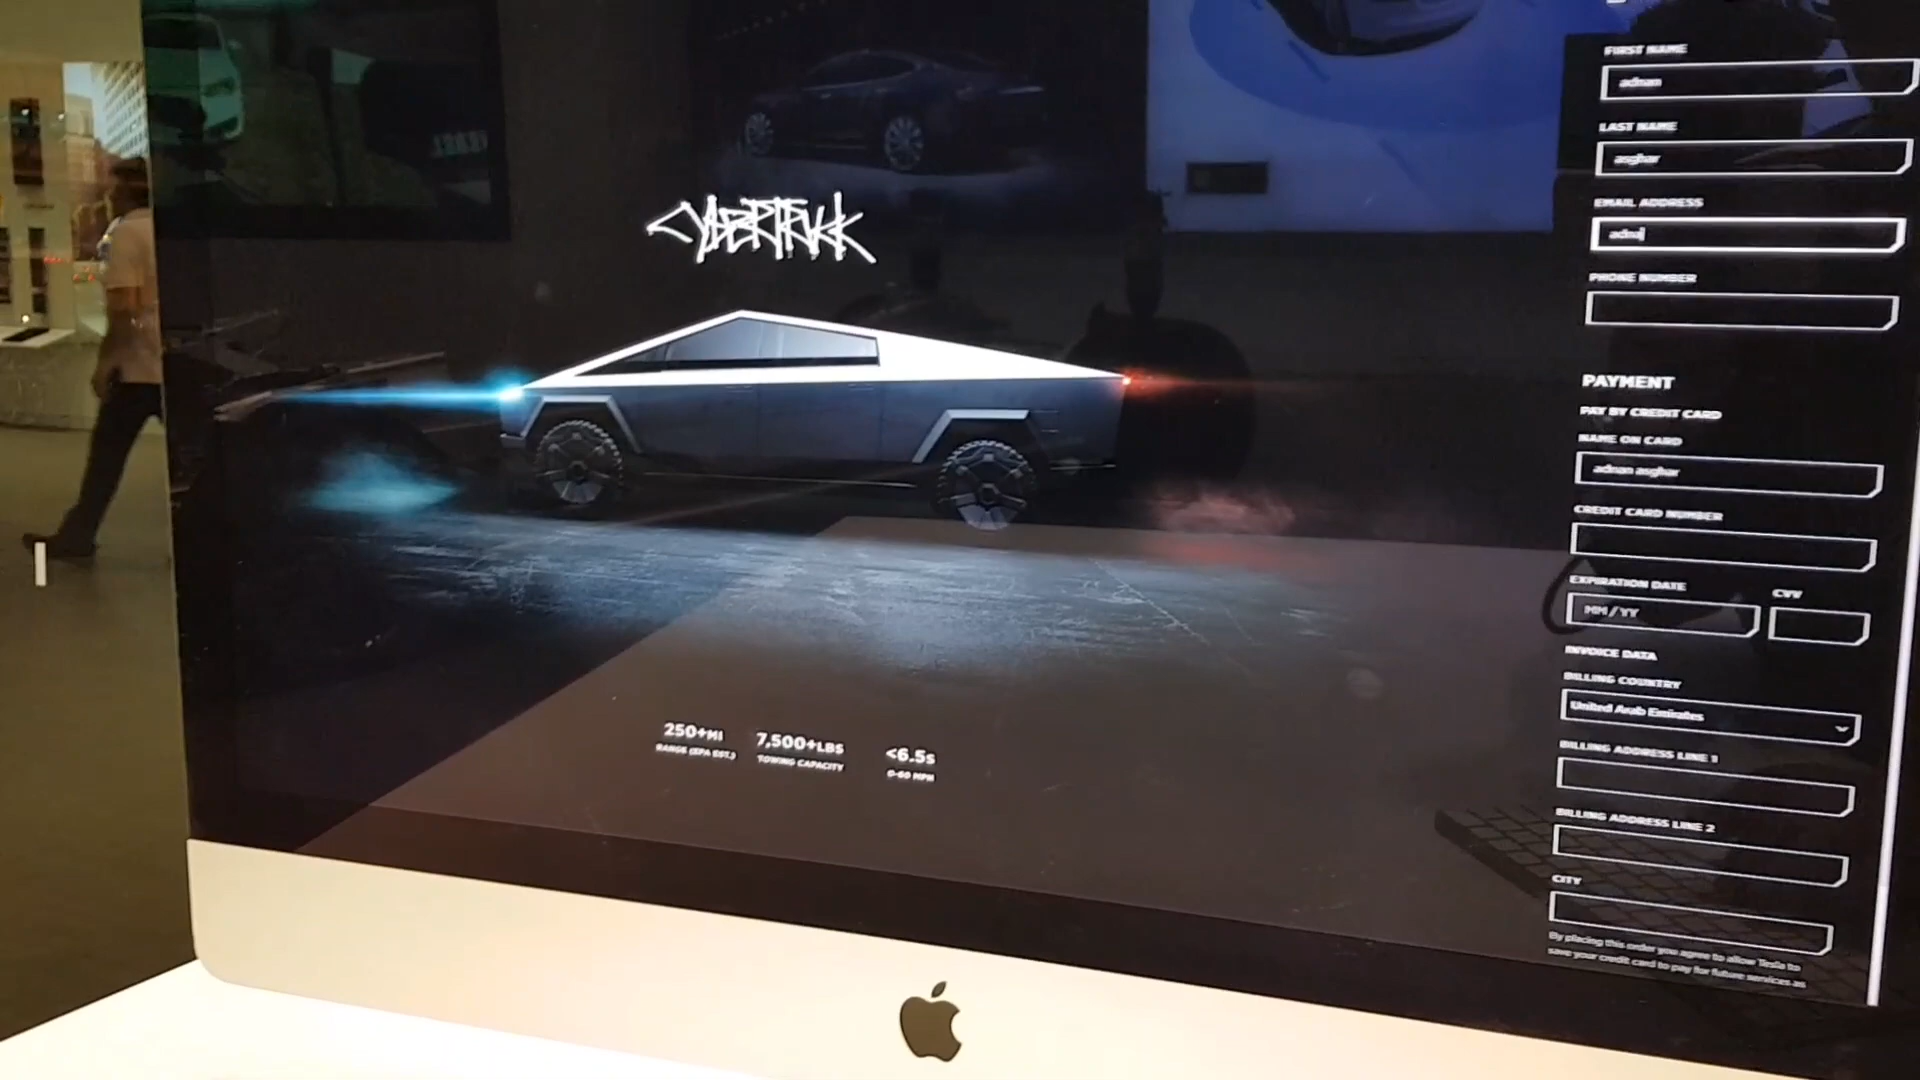 CYBERTRUCK
250+MI
RANGE (EPA EST.)
7,500+LBS
TOWING CAPACITY
<6.5s
0-60 MPH
FIRST NAME
adnan
LAST NAME
asghar
EMAIL ADDRESS
adna
PHONE NUMBER
PAYMENT
PAY BY CREDIT CARD
NAME ON CARD
adnan asghar
CREDIT CARD NUMBER
EXPIRATION DATE
CVV
MM / YY
INVOICE DATA
BILLING COUNTRY
United Arab Emirates
BILLING ADDRESS LINE 1
BILLING ADDRESS LINE 2
CITY
By placing this order you agree to allow Tesla to
save your credit card to pay for future services as